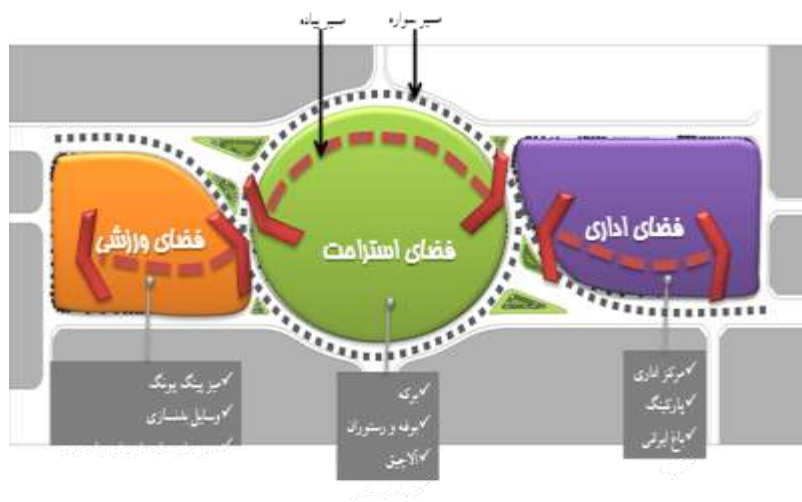 مسیر سواره
مسیر پیاده
فضای اداری
فضای استراحت
فضای ورزشی
✓مرکز اداری
✓پارکینگ
✓باغ ایرانی
✓برکه
✓بوفه و رستوران
✓آلاچیق
✓میز پینگ پونگ
✓وسایل بدنسازی